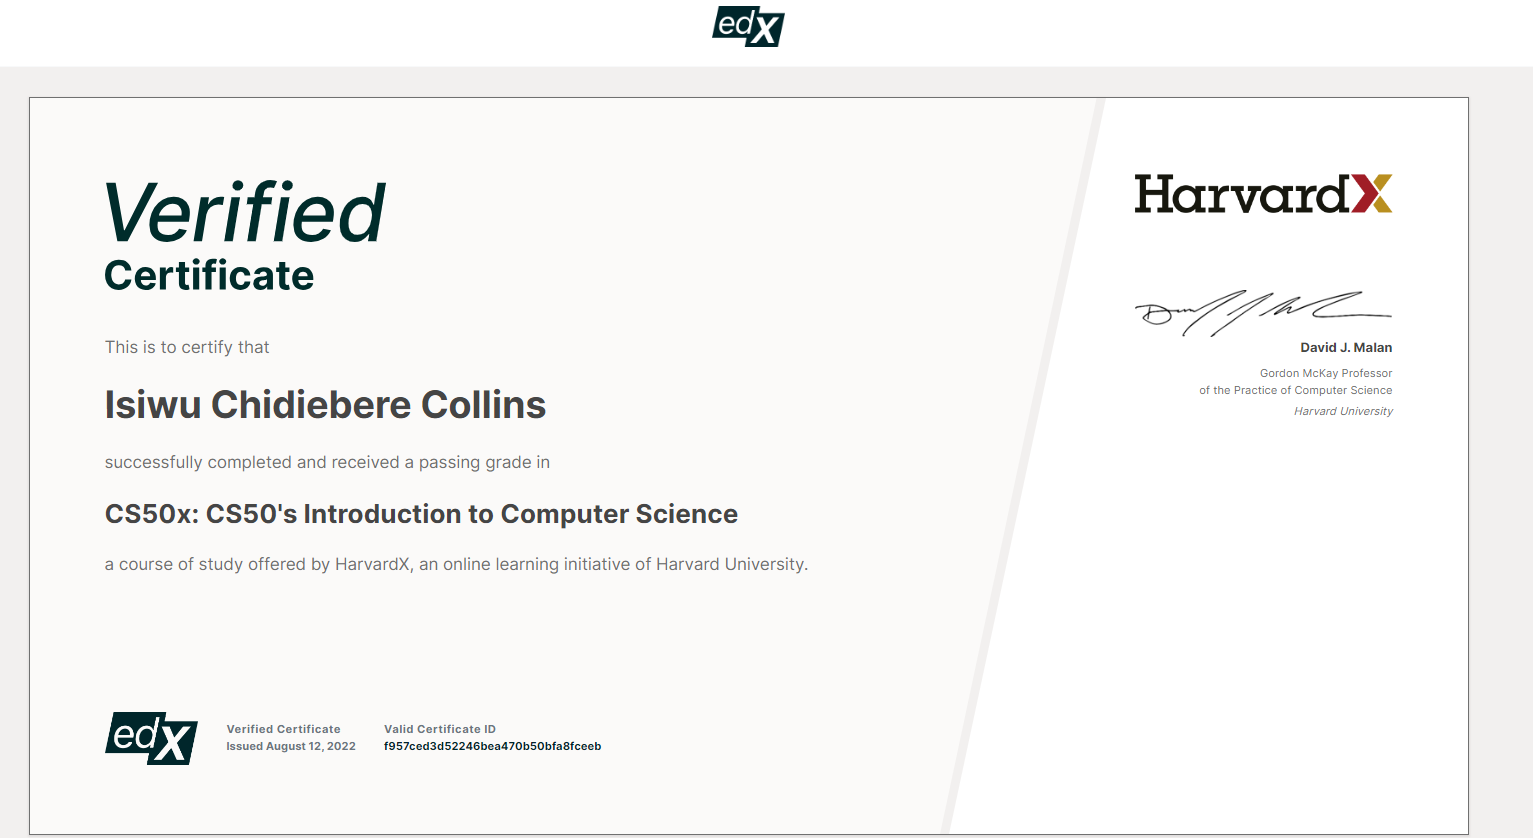 edX
Verified
Certificate
This is to certify that
Isiwu Chidiebere Collins
successfully completed and received a passing grade in
CS50x: CS50's Introduction to Computer Science
a course of study offered by HarvardX, an online learning initiative of Harvard University.
edX
Verified Certificate
Issued August 12, 2022
Valid Certificate ID
f957ced3d52246bea470b50bfa8fceeb
HarvardX
David J. Malan
Gordon McKay Professor
of the Practice of Computer Science
Harvard University